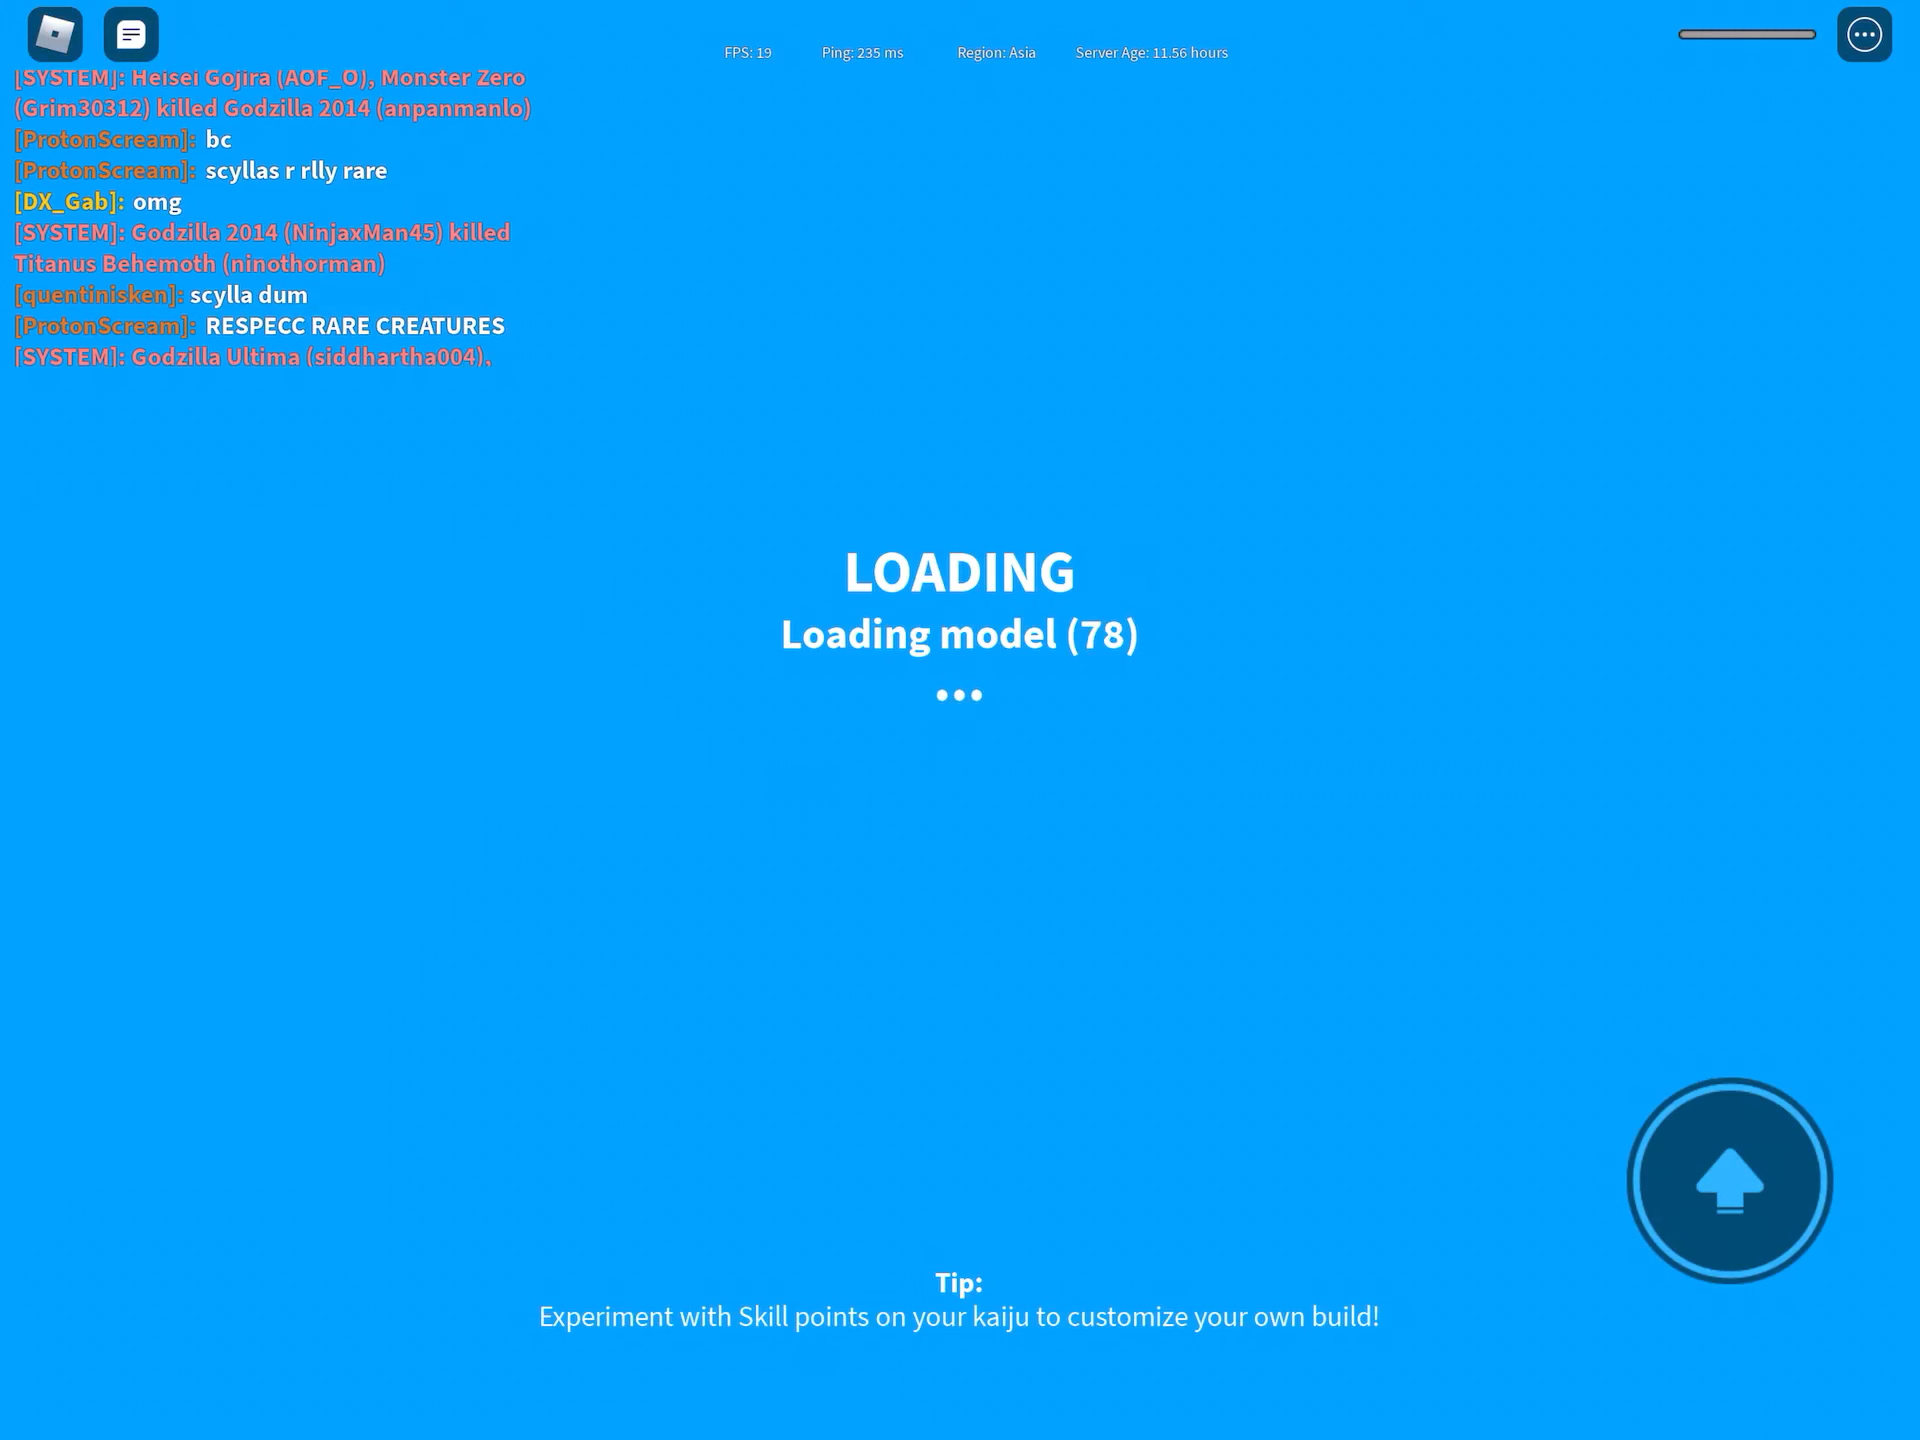 FPS: 19 Ping: 235 ms Region: Asia Server Age: 11.56 hours
[SYSTEM]: Heisei Gojira (AOF_O), Monster Zero
(Grim30312) killed Godzilla 2014 (anpanmanlo)
[ProtonScream]: bc
[ProtonScream]: scyllas r rlly rare
[DX_Gab]: omg
[SYSTEM]: Godzilla 2014 (NinjaxMan45) killed
Titanus Behemoth (ninothorman)
[quentinisken]: scylla dum
[ProtonScream]: RESPECC RARE CREATURES
[SYSTEM]: Godzilla Ultima (siddhartha004),
LOADING
Loading model (78)
Tip:
Experiment with Skill points on your kaiju to customize your own build!